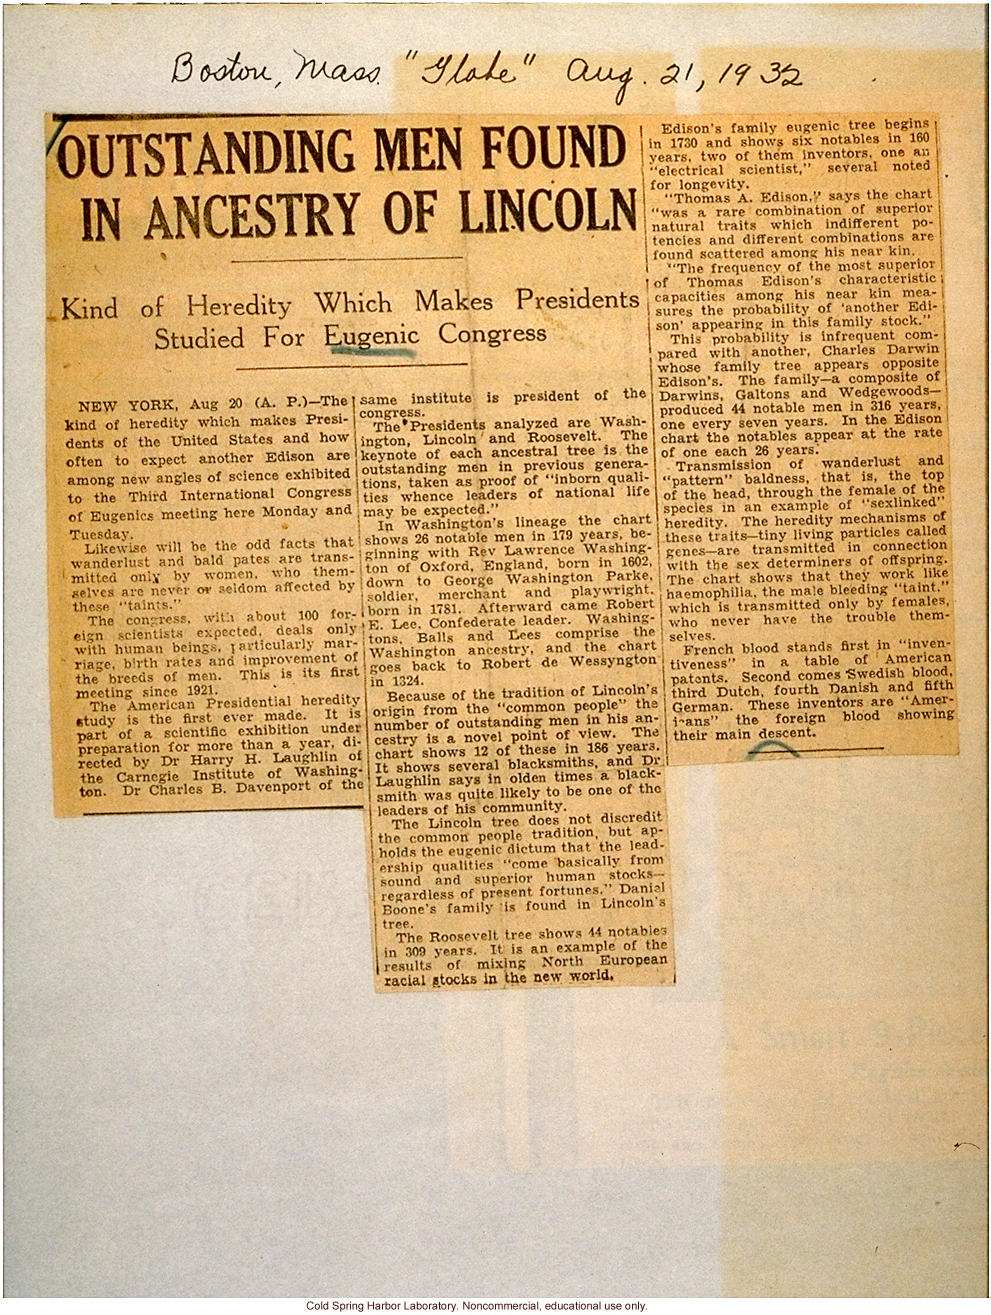 Boston, Mass. "Globe" Aug. 21, 1932
OUTSTANDING MEN FOUND
IN ANCESTRY OF LINCOLN
Kind of Heredity Which Makes Presidents
Studied For Eugenic Congress
NEW YORK, Aug 20 (A. P.)—The
kind of heredity which makes Presi-
dents of the United States and how
often to expect another Edison are
among new angles of science exhibited
to the Third International Congress
of Eugenics meeting here Monday and
Tuesday.
Likewise will be the odd facts that
wanderlust and bald pates are trans-
mitted only by women, who them-
selves are never or seldom affected by
these "taints."
The congress, with about 100 for-
eign scientists expected, deals only
with human beings, particularly mar-
riage, birth rates and improvement of
the breeds of men. This is its first
meeting since 1921.
The American Presidential heredity
study is the first ever made. It is
part of a scientific exhibition under
preparation for more than a year, di-
rected by Dr Harry H. Laughlin of
the Carnegie Institute of Washing-
ton. Dr Charles B. Davenport of the
same institute is president of the
congress.
The Presidents analyzed are Wash-
ington, Lincoln and Roosevelt. The
keynote of each ancestral tree is the
outstanding men in previous genera-
tions, taken as proof of "inborn quali-
ties whence leaders of national life
may be expected."
In Washington's lineage the chart
shows 26 notable men in 179 years, be-
ginning with Rev Lawrence Washing-
ton of Oxford, England, born in 1602,
down to George Washington Parke,
soldier, merchant and playwright,
born in 1781. Afterward came Robert
E. Lee, Confederate leader. Washing-
tons, Balls and Lees comprise the
Washington ancestry, and the chart
goes back to Robert de Wessyngton
in 1324.
Because of the tradition of Lincoln's
origin from the "common people" the
number of outstanding men in his an-
cestry is a novel point of view. The
chart shows 12 of these in 186 years.
It shows several blacksmiths, and Dr
Laughlin says in olden times a black-
smith was quite likely to be one of the
leaders of his community.
The Lincoln tree does not discredit
the common people tradition, but ap-
holds the eugenic dictum that the lead-
ership qualities "come basically from
sound and superior human stocks—
regardless of present fortunes." Danial
Boone's family is found in Lincoln's
tree.
The Roosevelt tree shows 44 notables
in 309 years. It is an example of the
results of mixing North European
racial stocks in the new world.
Edison's family eugenic tree begins
in 1730 and shows six notables in 160
years, two of them inventors, one an
"electrical scientist," several noted
for longevity.
"Thomas A. Edison," says the chart
"was a rare combination of superior
natural traits which indifferent po-
tencies and different combinations are
found scattered among his near kin.
"The frequency of the most superior
of Thomas Edison's characteristic
capacities among his near kin mea-
sures the probability of 'another Edi-
son' appearing in this family stock."
This probability is infrequent com-
pared with another, Charles Darwin
whose family tree appears opposite
Edison's. The family—a composite of
Darwins, Galtons and Wedgewoods—
produced 44 notable men in 316 years,
one every seven years. In the Edison
chart the notables appear at the rate
of one each 26 years.
Transmission of wanderlust and
"pattern" baldness, that is, the top
of the head, through the female of the
species in an example of "sexlinked"
heredity. The heredity mechanisms of
these traits—tiny living particles called
genes—are transmitted in connection
with the sex determiners of offspring.
The chart shows that they work like
haemophilia, the male bleeding "taint,"
which is transmitted only by females,
who never have the trouble them-
selves.
French blood stands first in "inven-
tiveness" in a table of American
patents. Second comes Swedish blood,
third Dutch, fourth Danish and fifth
German. These inventors are "Amer-
icans" the foreign blood showing
their main descent.
Cold Spring Harbor Laboratory. Noncommercial, educational use only.